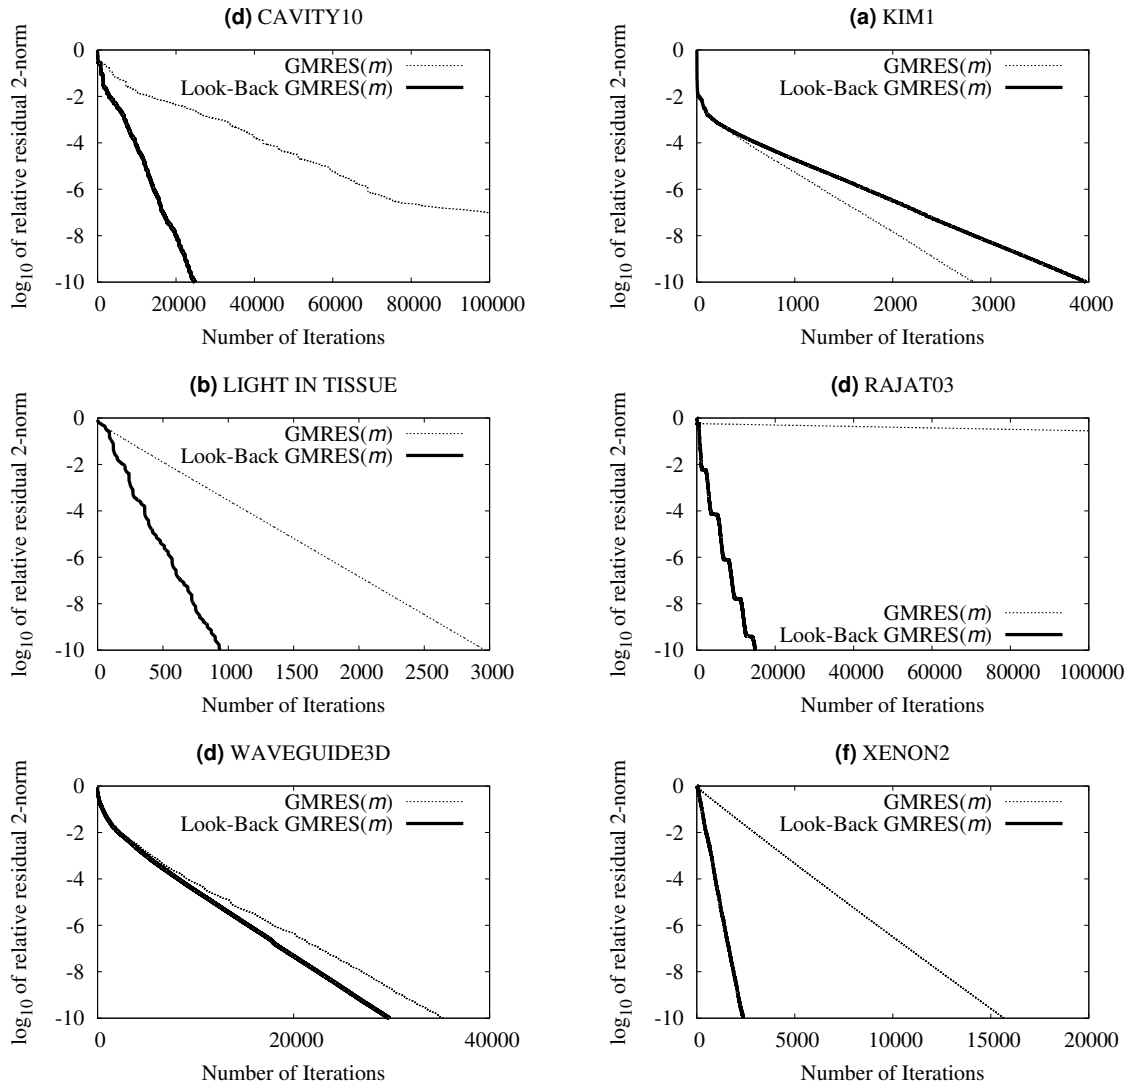 (d) CAVITY10
log10 of relative residual 2-norm
0
-2
-4
-6
-8
-10
GMRES(m)
Look-Back GMRES(m)
0 20000 40000 60000 80000 100000
Number of Iterations
(a) KIM1
log10 of relative residual 2-norm
0
-2
-4
-6
-8
-10
GMRES(m)
Look-Back GMRES(m)
0 1000 2000 3000 4000
Number of Iterations
(b) LIGHT IN TISSUE
log10 of relative residual 2-norm
0
-2
-4
-6
-8
-10
GMRES(m)
Look-Back GMRES(m)
0 500 1000 1500 2000 2500 3000
Number of Iterations
(d) RAJAT03
log10 of relative residual 2-norm
0
-2
-4
-6
-8
-10
GMRES(m)
Look-Back GMRES(m)
0 20000 40000 60000 80000 100000
Number of Iterations
(d) WAVEGUIDE3D
log10 of relative residual 2-norm
0
-2
-4
-6
-8
-10
GMRES(m)
Look-Back GMRES(m)
0 20000 40000
Number of Iterations
(f) XENON2
log10 of relative residual 2-norm
0
-2
-4
-6
-8
-10
GMRES(m)
Look-Back GMRES(m)
0 5000 10000 15000 20000
Number of Iterations